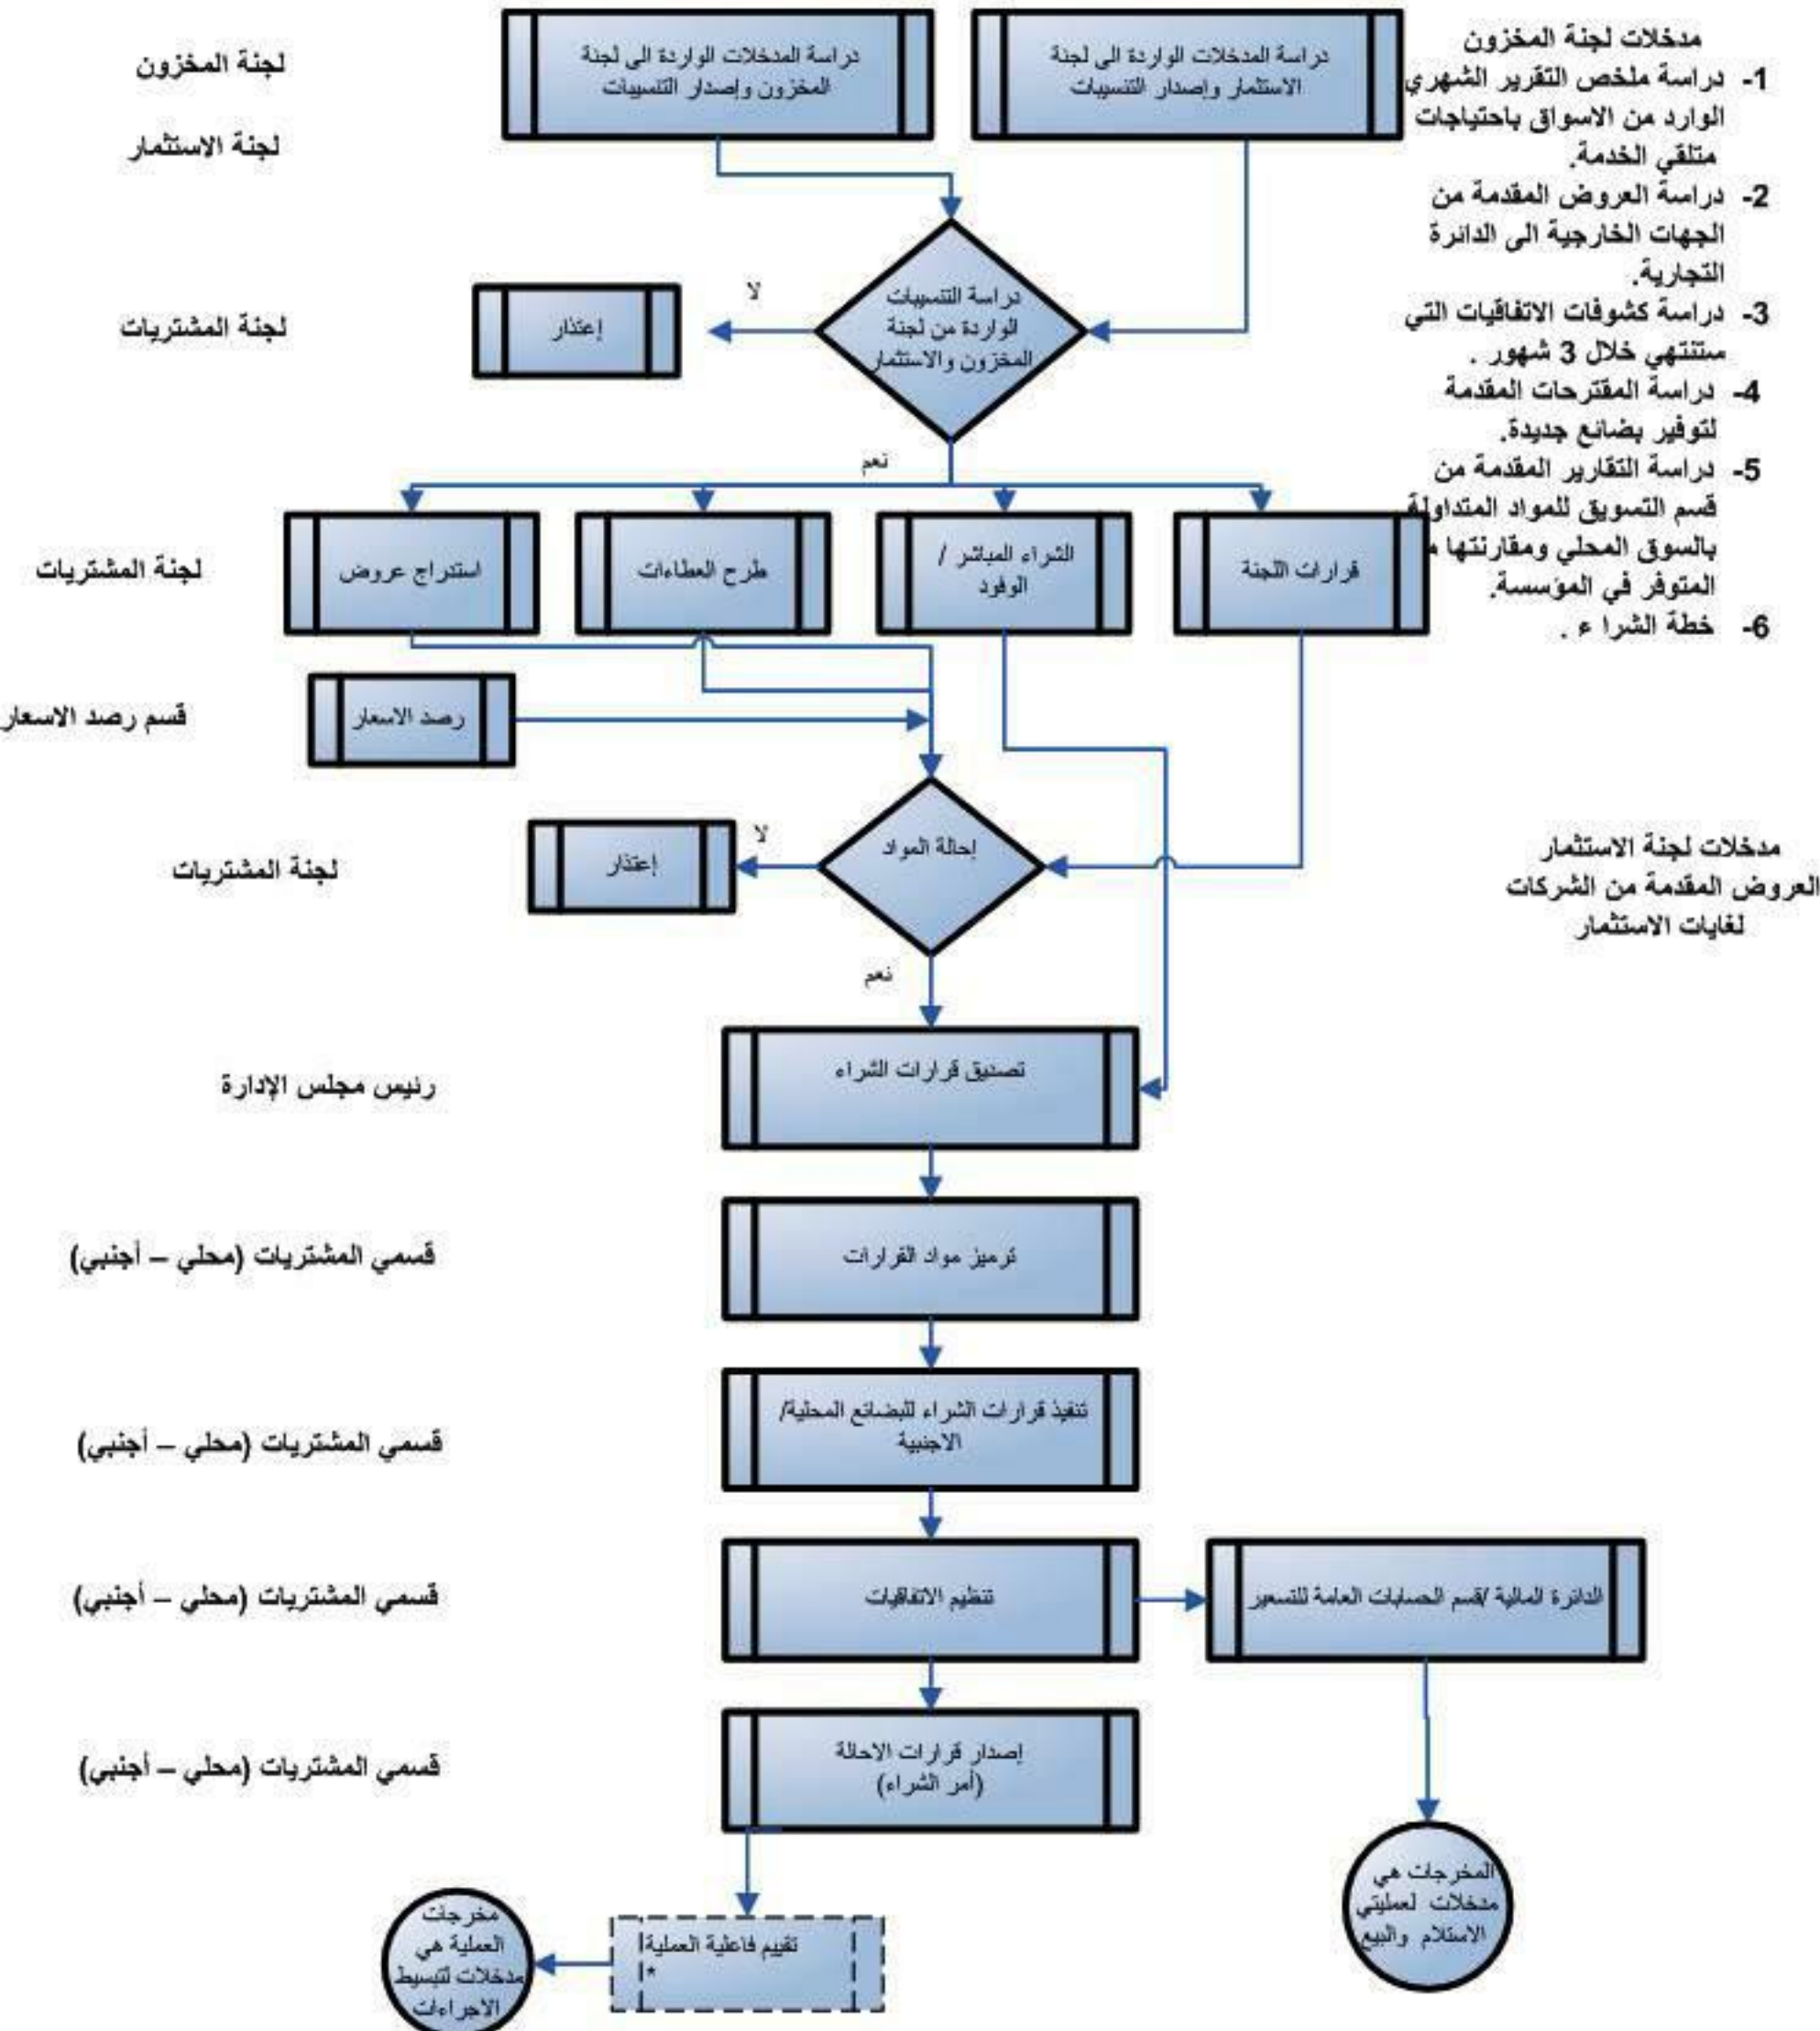 مدخلات لجنة المخزون
1- دراسة ملخص التقرير الشهري
الوارد من الاسواق باحتياجات
متلقي الخدمة.
2- دراسة العروض المقدمة من
الجهات الخارجية الى الدائرة
التجارية.
3- دراسة كشوفات الاتفاقيات التي
ستنتهي خلال 3 شهور .
4- دراسة المقترحات المقدمة
لتوفير بضائع جديدة.
5- دراسة التقارير المقدمة من
قسم التسويق للمواد المتداولة
بالسوق المحلي ومقارنتها
المتوفر في المؤسسة.
6- خطة الشرا ء .
دراسة المدخلات الواردة الى لجنة
الاستثمار وإصدار التنسيبات
دراسة المدخلات الواردة الى لجنة
المخزون وإصدار التنسيبات
لجنة المخزون
لجنة الاستثمار
دراسة التنسيبات
الواردة من لجنة
المخزون والاستثمار
لا
إعتذار
لجنة المشتريات
نعم
قرارات اللجنة
الشراء المباشر /
الوفود
طرح العطاءات
استدراج عروض
لجنة المشتريات
رصد الاسعار
قسم رصد الاسعار
مدخلات لجنة الاستثمار
العروض المقدمة من الشركات
لغايات الاستثمار
إحالة المواد
لا
إعتذار
لجنة المشتريات
نعم
تصديق قرارات الشراء
رئيس مجلس الإدارة
ترميز مواد القرارات
قسمي المشتريات (محلي – أجنبي)
تنفيذ قرارات الشراء للبضائع المحلية/
الاجنبية
قسمي المشتريات (محلي – أجنبي)
الدائرة المالية /قسم الحسابات العامة للتسعير
تنظيم الاتفاقيات
قسمي المشتريات (محلي – أجنبي)
إصدار قرارات الاحالة
(أمر الشراء)
قسمي المشتريات (محلي – أجنبي)
المخرجات هي
مدخلات لعمليتي
الاستلام والبيع
تقييم فاعلية العملية
*
مخرجات
العملية هي
مدخلات لتبسيط
الاجراءات